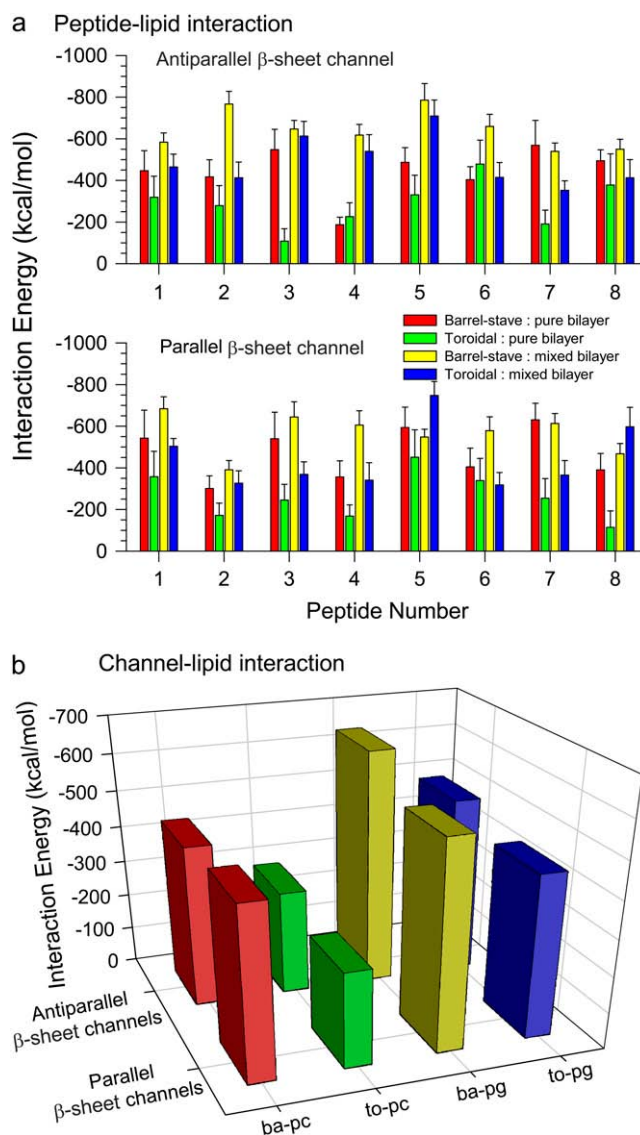 a Peptide-lipid interaction
Antiparallel β-sheet channel
-1000
-800
-600
-400
-200
0
1 2 3 4 5 6 7 8
Interaction Energy (kcal/mol)
Parallel β-sheet channel
Barrel-stave : pure bilayer
Toroidal : pure bilayer
Barrel-stave : mixed bilayer
Toroidal : mixed bilayer
-1000
-800
-600
-400
-200
0
1 2 3 4 5 6 7 8
Peptide Number
b Channel-lipid interaction
Interaction Energy (kcal/mol)
-700
-600
-500
-400
-300
-200
-100
0
Antiparallel
β-sheet channels
Parallel
β-sheet channels
ba-pc
to-pc
ba-pg
to-pg